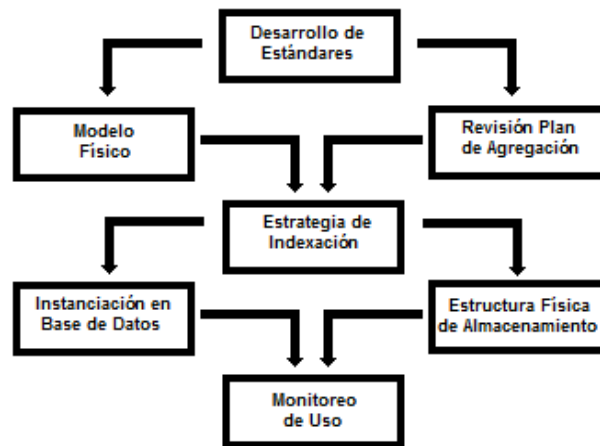 Desarrollo de
Estándares
Modelo
Físico
Revisión Plan
de Agregación
Estrategia de
Indexación
Instanciación en
Base de Datos
Estructura Física
de Almacenamiento
Monitoreo
de Uso